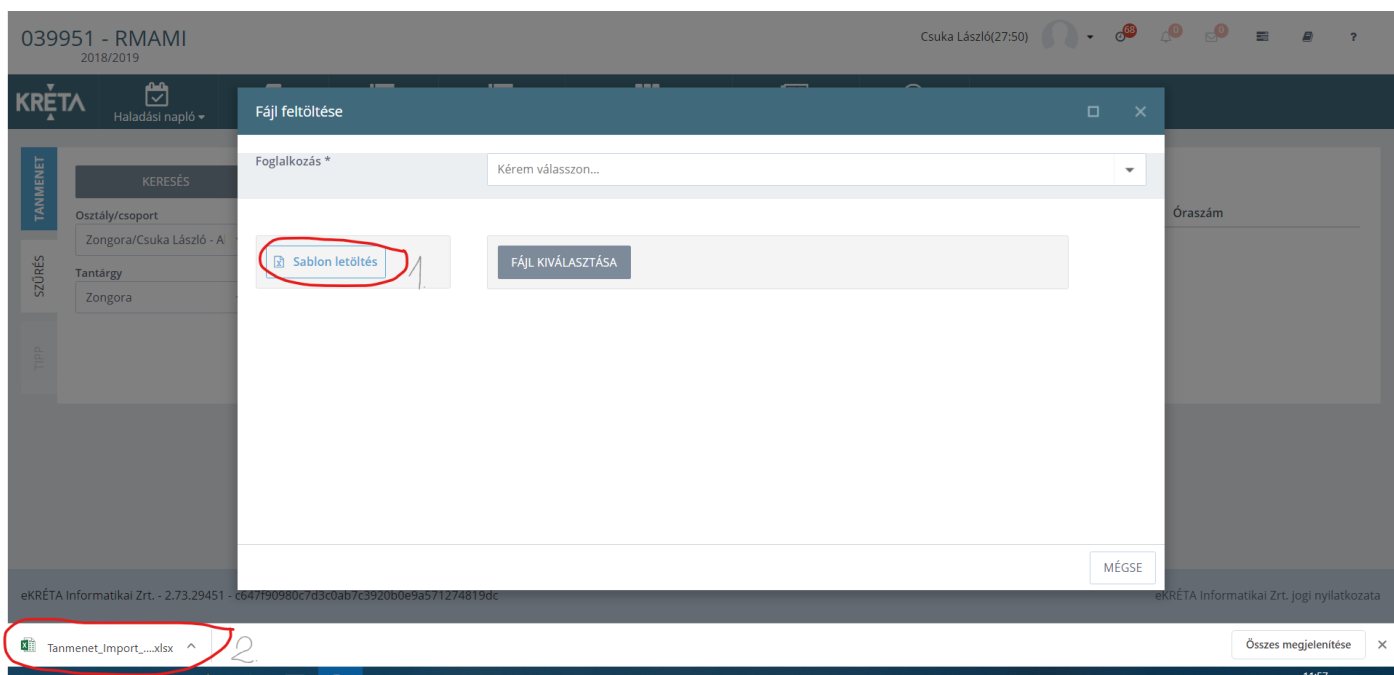 039951 - RMAMI
2018/2019
Csuka László(27:50)
68
0
0
?
KRÉTA
Haladási napló
Fájl feltöltése
TANMENET
SZŰRÉS
TIPP
KERESÉS
Osztály/csoport
Zongora/Csuka László - A
Tantárgy
Zongora
Foglalkozás *
Kérem válasszon...
Óraszám
Sablon letöltés
1.
FÁJL KIVÁLASZTÁSA
MÉGSE
eKRÉTA Informatikai Zrt. - 2.73.29451 - c647f90980c7d3c0ab7c3920b0e9a571274819dc
eKRÉTA Informatikai Zrt. jogi nyilatkozata
Tanmenet_Import_....xlsx
2.
Összes megjelenítése
11:57